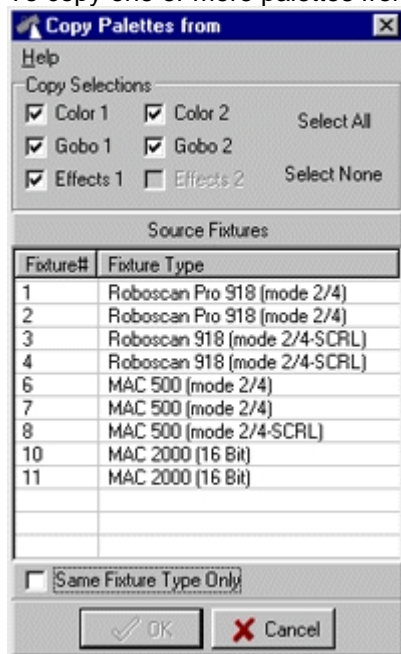 To copy one or more palettes from
Copy Palettes from
Help
Copy Selections
Color 1 Color 2 Select All
Gobo 1 Gobo 2
Effects 1 Effects 2 Select None
Source Fixtures
Fixture# Fixture Type
1 Roboscan Pro 918 (mode 2/4)
2 Roboscan Pro 918 (mode 2/4)
3 Roboscan 918 (mode 2/4-SCRL)
4 Roboscan 918 (mode 2/4-SCRL)
6 MAC 500 (mode 2/4)
7 MAC 500 (mode 2/4)
8 MAC 500 (mode 2/4-SCRL)
10 MAC 2000 (16 Bit)
11 MAC 2000 (16 Bit)
Same Fixture Type Only
OK Cancel